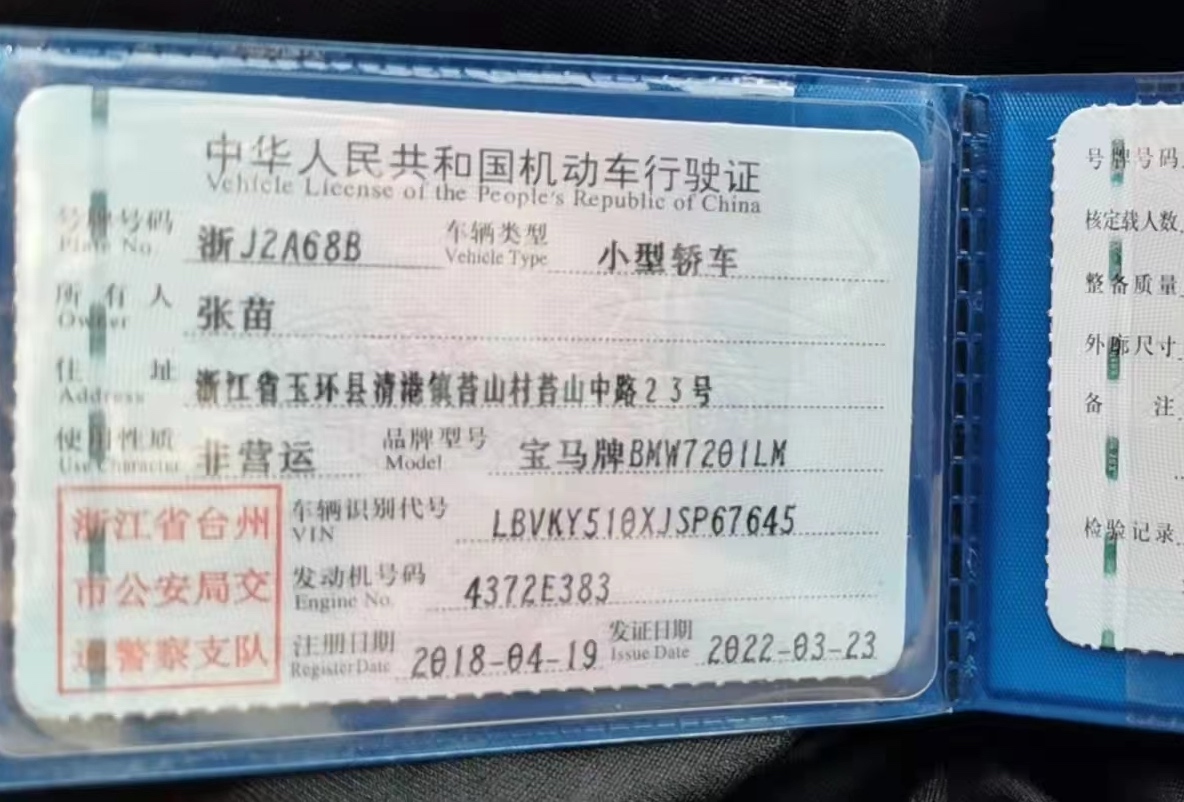 中华人民共和国机动车行驶证
Vehicle License of the People's Republic of China
号牌号码 浙J2A68B 车辆类型 小型轿车
Plate No. Vehicle Type
所有人 张苗
Owner
住址 浙江省玉环县清港镇苔山村苔山中路23号
Address
使用性质 非营运 品牌型号 宝马牌BMW7201LM
Use Character Model
浙江省台州
市公安局交
通警察支队
车辆识别代号 LBVKY510XJSP67645
VIN
发动机号码 4372E383
Engine No.
注册日期 2018-04-19 发证日期 2022-03-23
Register Date Issue Date
号牌号码
核定载人数
整备质量
外廓尺寸
备注
检验记录